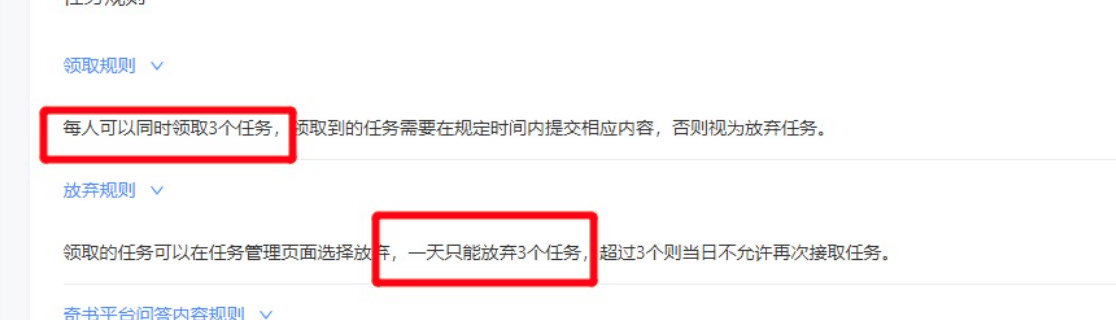 任务规则
领取规则
每人可以同时领取3个任务，领取到的任务需要在规定时间内提交相应内容，否则视为放弃任务。
放弃规则
领取的任务可以在任务管理页面选择放弃，一天只能放弃3个任务，超过3个则当日不允许再次接取任务。
奇书平台问答内容规则